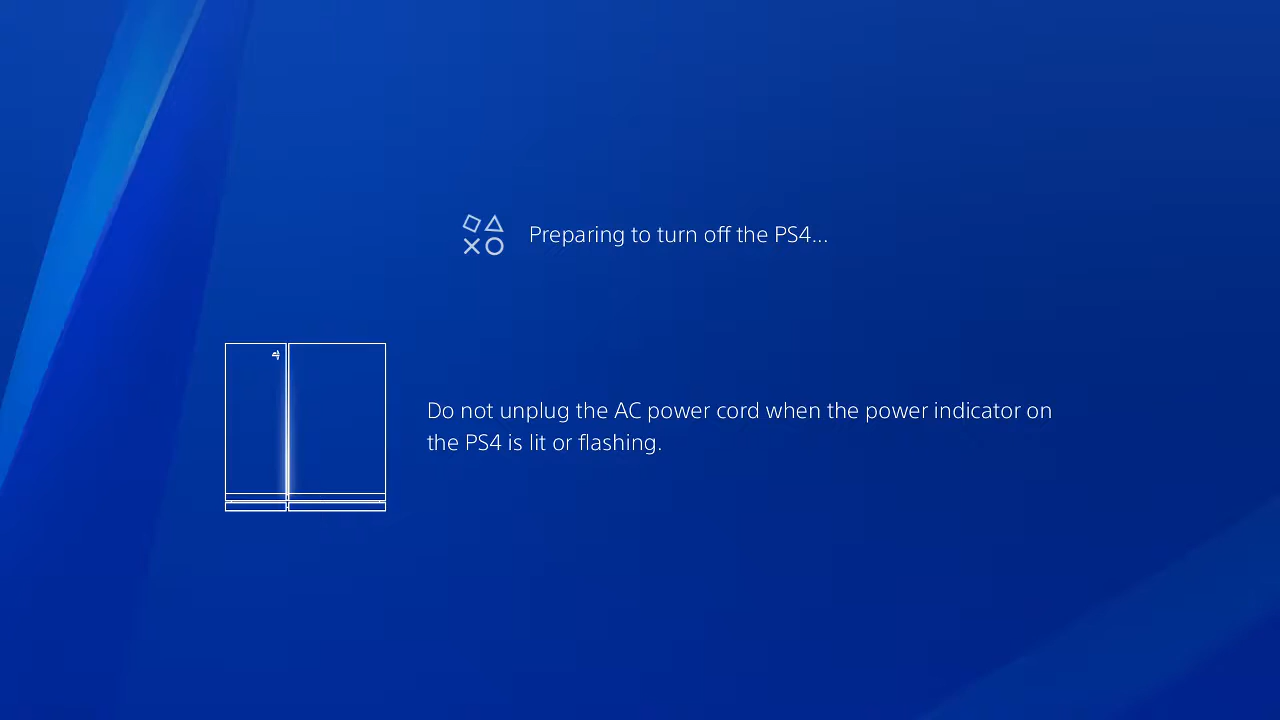 Preparing to turn off the PS4...
Do not unplug the AC power cord when the power indicator on
the PS4 is lit or flashing.